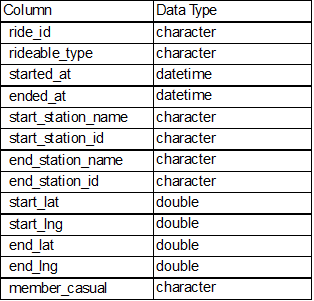 Column Data Type
ride_id character
rideable_type character
started_at datetime
ended_at datetime
start_station_name character
start_station_id character
end_station_name character
end_station_id character
start_lat double
start_lng double
end_lat double
end_lng double
member_casual character